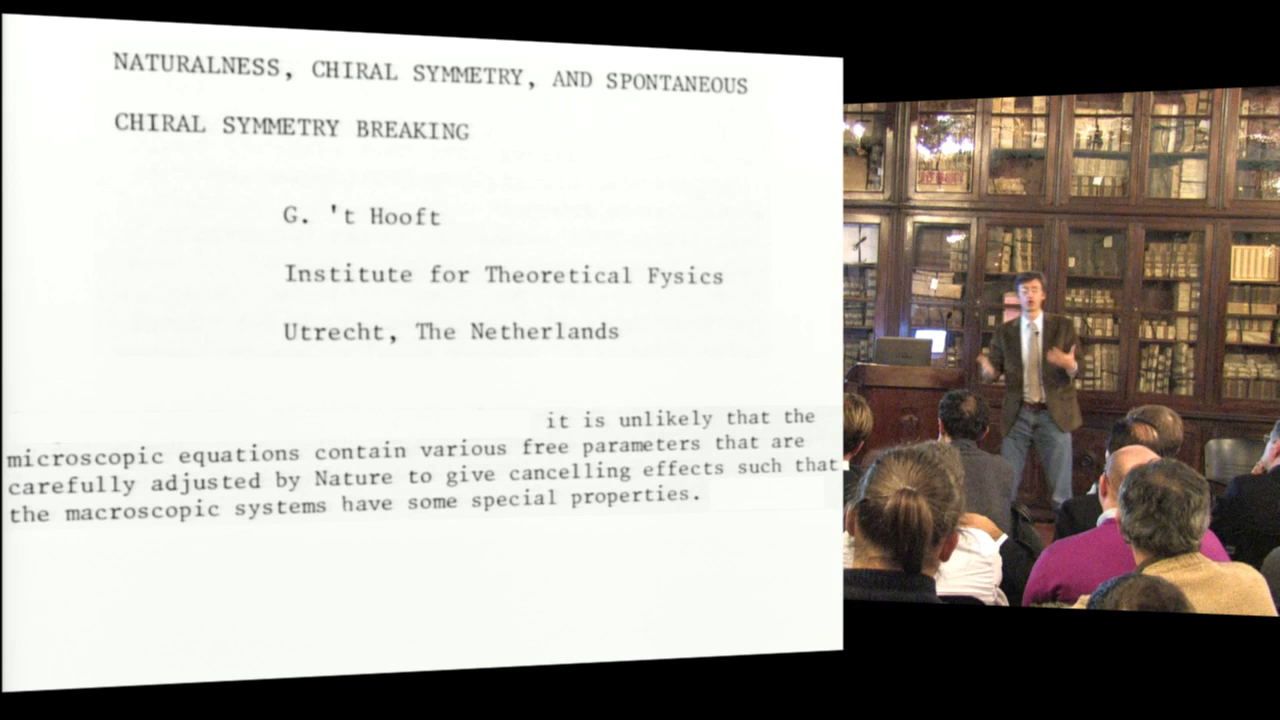 NATURALNESS, CHIRAL SYMMETRY, AND SPONTANEOUS
CHIRAL SYMMETRY BREAKING
G. 't Hooft
Institute for Theoretical Fysics
Utrecht, The Netherlands
it is unlikely that the
microscopic equations contain various free parameters that are
carefully adjusted by Nature to give cancelling effects such that
the macroscopic systems have some special properties.